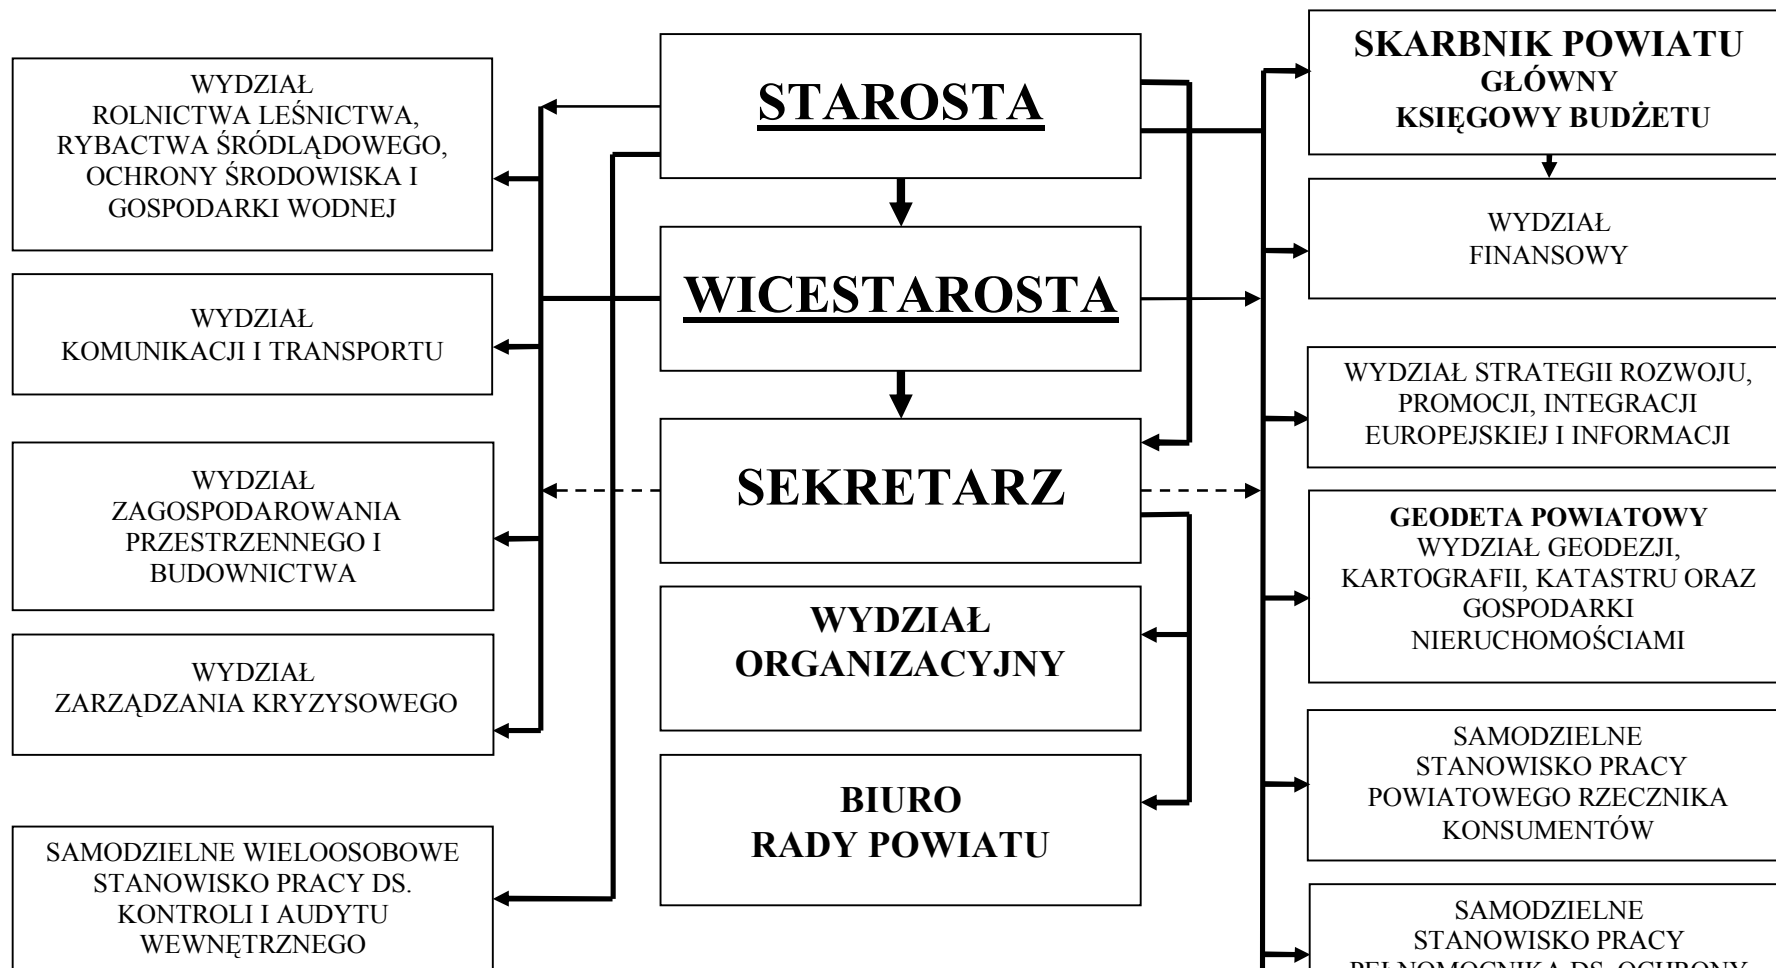 WYDZIAŁ
ROLNICTWA LEŚNICTWA,
RYBACTWA ŚRÓDLĄDOWEGO,
OCHRONY ŚRODOWISKA I
GOSPODARKI WODNEJ
WYDZIAŁ
KOMUNIKACJI I TRANSPORTU
WYDZIAŁ
ZAGOSPODAROWANIA
PRZESTRZENNEGO I
BUDOWNICTWA
WYDZIAŁ
ZARZĄDZANIA KRYZYSOWEGO
SAMODZIELNE WIELOOSOBOWE
STANOWISKO PRACY DS.
KONTROLI I AUDYTU
WEWNĘTRZNEGO
STAROSTA
WICESTAROSTA
SEKRETARZ
WYDZIAŁ
ORGANIZACYJNY
BIURO
RADY POWIATU
SKARBNIK POWIATU
GŁÓWNY
KSIĘGOWY BUDŻETU
WYDZIAŁ
FINANSOWY
WYDZIAŁ STRATEGII ROZWOJU,
PROMOCJI, INTEGRACJI
EUROPEJSKIEJ I INFORMACJI
GEODETA POWIATOWY
WYDZIAŁ GEODEZJI,
KARTOGRAFII, KATASTRU ORAZ
GOSPODARKI
NIERUCHOMOŚCIAMI
SAMODZIELNE
STANOWISKO PRACY
POWIATOWEGO RZECZNIKA
KONSUMENTÓW
SAMODZIELNE
STANOWISKO PRACY
PEŁNOMOCNIKA DS. OCHRONY